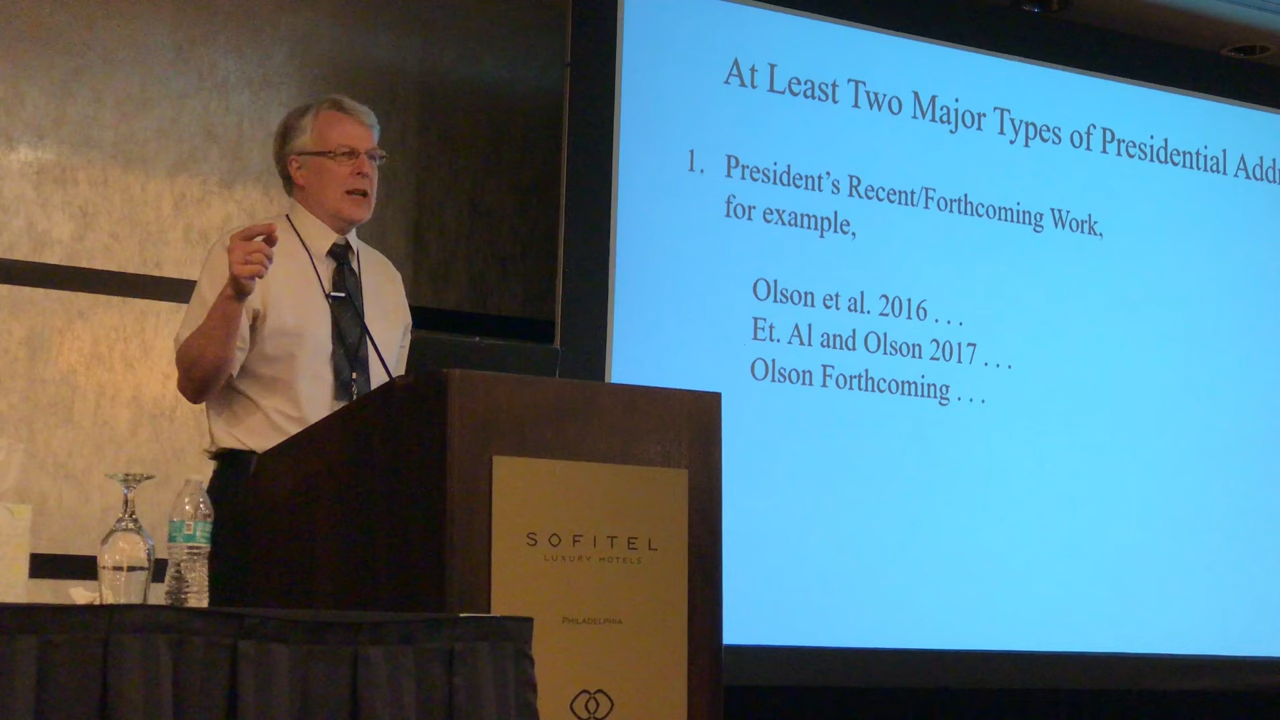 At Least Two Major Types of Presidential Addr
1. President's Recent/Forthcoming Work,
for example,
Olson et al. 2016 . . .
Et. Al and Olson 2017 . . .
Olson Forthcoming . . .
SOFITEL
LUXURY HOTELS
PHILADELPHIA